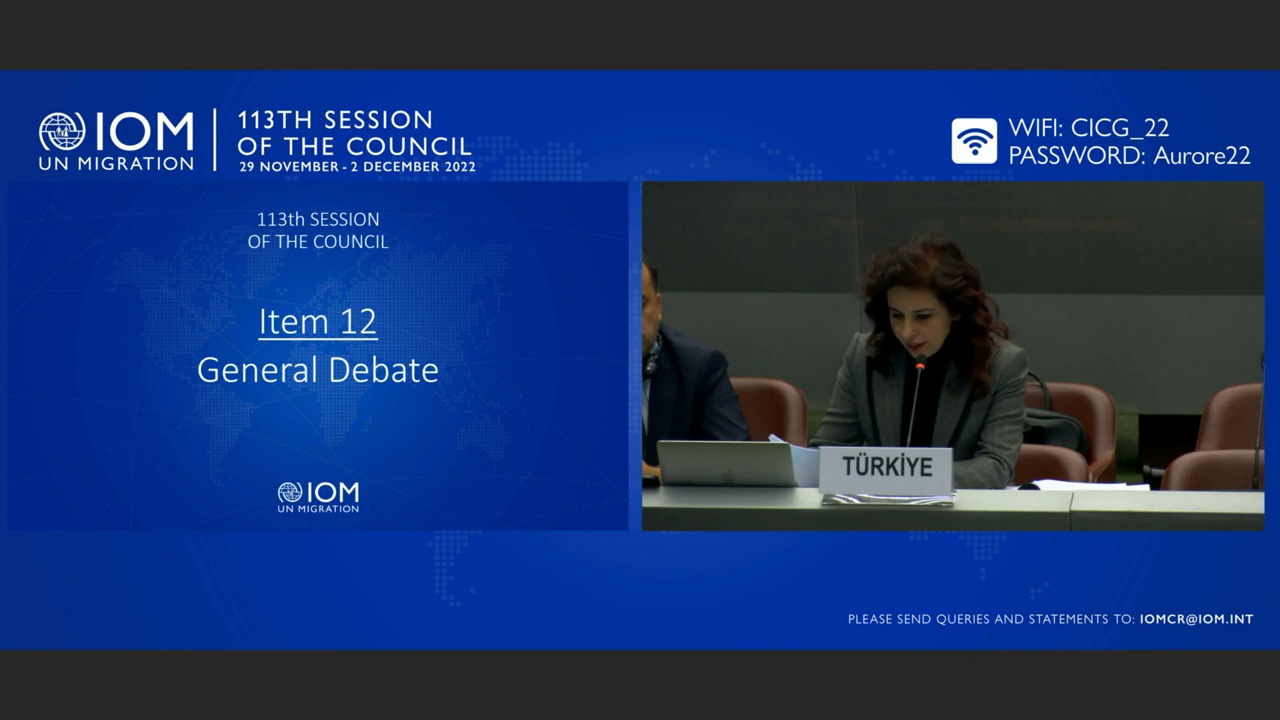 IOM
UN MIGRATION
113TH SESSION
OF THE COUNCIL
29 NOVEMBER - 2 DECEMBER 2022
WIFI: CICG_22
PASSWORD: Aurore22
113th SESSION
OF THE COUNCIL
Item 12
General Debate
IOM
UN MIGRATION
TÜRKİYE
PLEASE SEND QUERIES AND STATEMENTS TO: IOMCR@IOM.INT